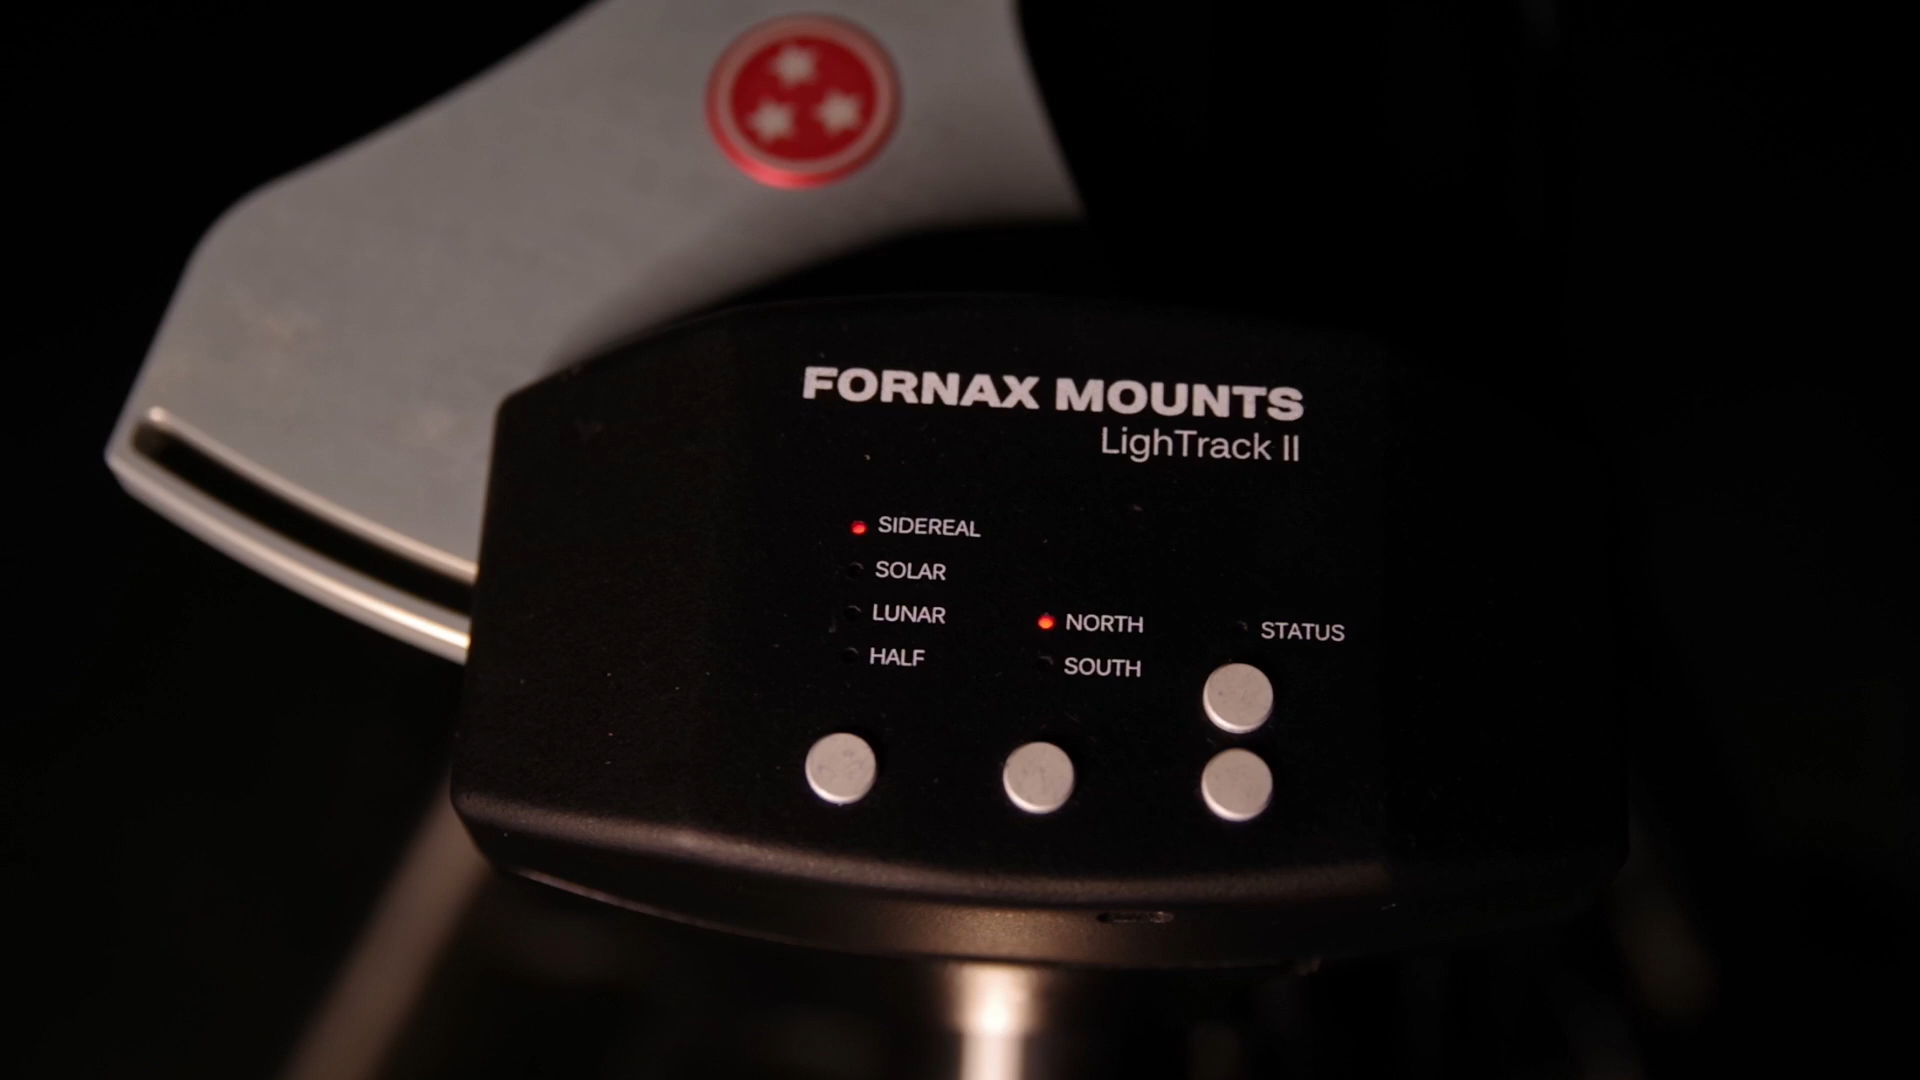 FORNAX MOUNTS
LighTrack II
SIDEREAL
SOLAR
LUNAR
HALF
NORTH
SOUTH
STATUS